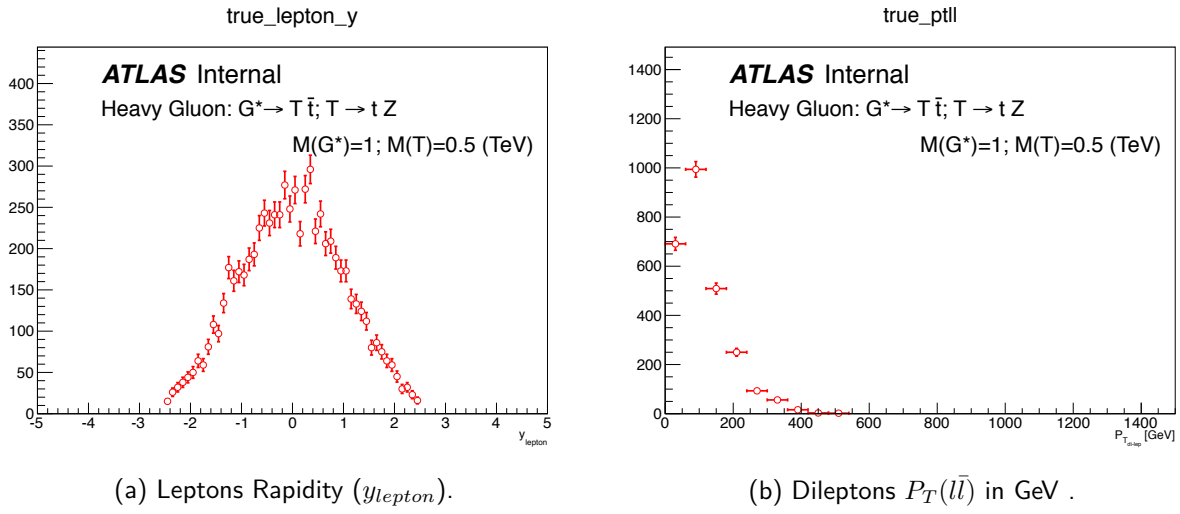 true_lepton_y
ATLAS Internal
Heavy Gluon: G*→ T t̄; T → t Z
M(G*)=1; M(T)=0.5 (TeV)
400
350
300
250
200
150
100
50
0
-5 -4 -3 -2 -1 0 1 2 3 4 5
y_lepton
(a) Leptons Rapidity (y_lepton).
true_ptll
ATLAS Internal
Heavy Gluon: G*→ T t̄; T → t Z
M(G*)=1; M(T)=0.5 (TeV)
1400
1200
1000
800
600
400
200
0
0 200 400 600 800 1000 1200 1400
P_T_di-lep [GeV]
(b) Dileptons P_T(ll̄) in GeV .